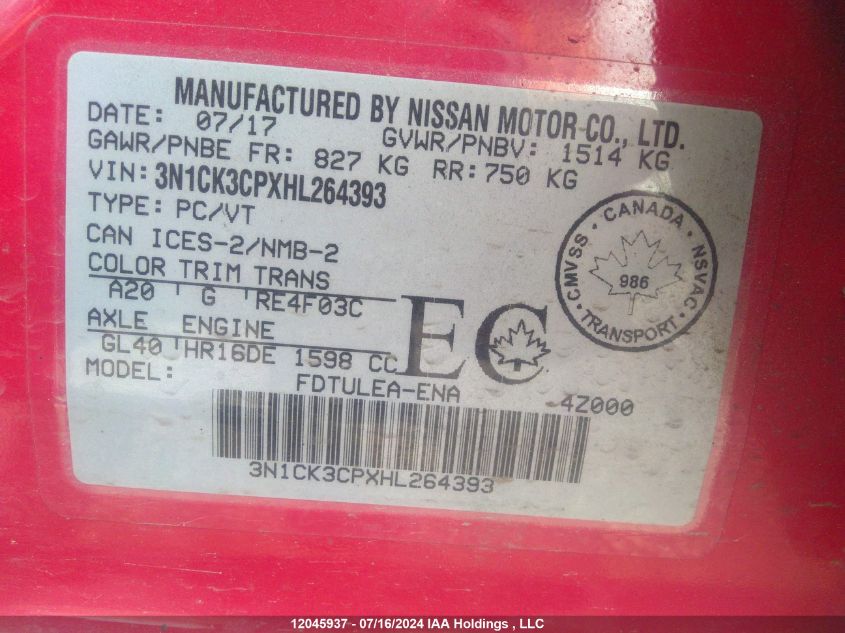 MANUFACTURED BY NISSAN MOTOR CO., LTD.
DATE: 07/17 GVWR/PNBV: 1514 KG
GAWR/PNBE FR: 827 KG RR: 750 KG
VIN: 3N1CK3CPXHL264393
TYPE: PC/VT
CAN ICES-2/NMB-2
COLOR TRIM TRANS
A20 G RE4F03C
AXLE ENGINE
GL40 HR16DE 1598 CC
MODEL: FDTULEA-ENA
4Z000
EC
CANADA • NSVAC • TRANSPORT • CMVSS •
986
3N1CK3CPXHL264393
12045937 - 07/16/2024 IAA Holdings , LLC